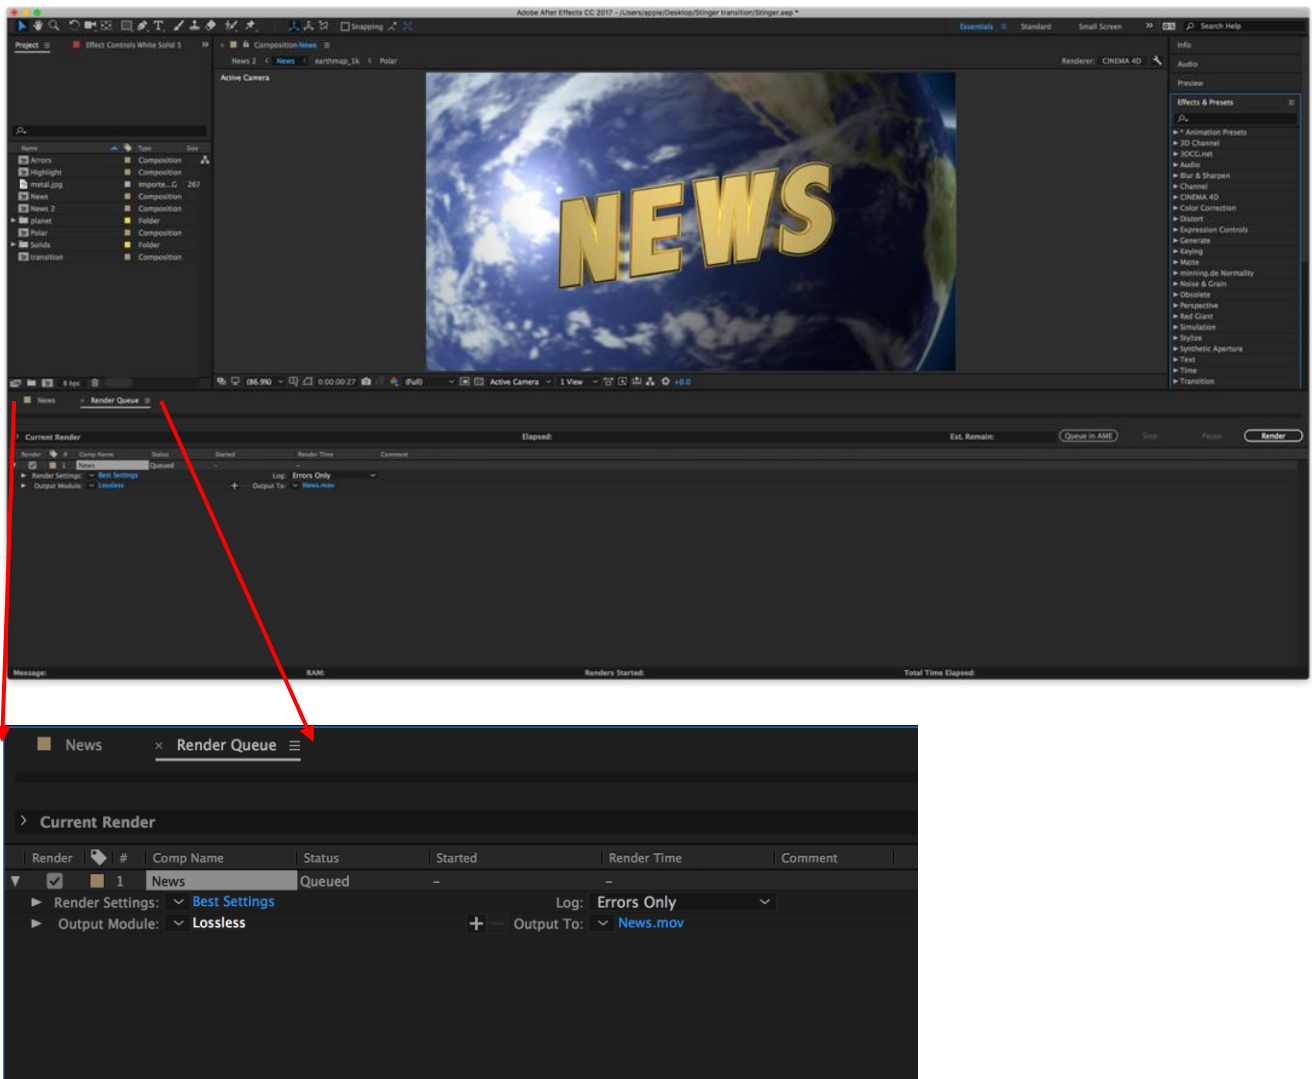 Adobe After Effects CC 2017 - /Users/apple/Desktop/Stinger transition/Stinger.aep *
Snapping
Essentials
Standard
Small Screen
Search Help
Project
Effect Controls White Solid 5
Composition News
Info
News 2
News
earthmap_1k
Polar
Renderer: CINEMA 4D
Audio
Active Camera
Preview
Effects & Presets
Name
Type
Size
Arrors
Composition
Highlight
Composition
metal.jpg
Importe...G
267
News
Composition
News 2
Composition
planet
Folder
Polar
Composition
Solids
Folder
transition
Composition
NEWS
* Animation Presets
3D Channel
3DCG.net
Audio
Blur & Sharpen
Channel
CINEMA 4D
Color Correction
Distort
Expression Controls
Generate
Keying
Matte
minning.de Normality
Noise & Grain
Obsolete
Perspective
Red Giant
Simulation
Stylize
Synthetic Aperture
Text
Time
Transition
8 bpc
(86.9%)
0:00:00:27
(Full)
Active Camera
1 View
+0.0
News
× Render Queue
Current Render
Elapsed:
Est. Remain:
Queue in AME
Stop
Pause
Render
Render
#
Comp Name
Status
Started
Render Time
Comment
1
News
Queued
–
–
Render Settings:
Best Settings
Log:
Errors Only
Output Module:
Lossless
+
Output To:
News.mov
Message:
RAM:
Renders Started:
Total Time Elapsed:
News
× Render Queue
Current Render
Render
#
Comp Name
Status
Started
Render Time
Comment
1
News
Queued
–
–
Render Settings:
Best Settings
Log:
Errors Only
Output Module:
Lossless
+
Output To:
News.mov